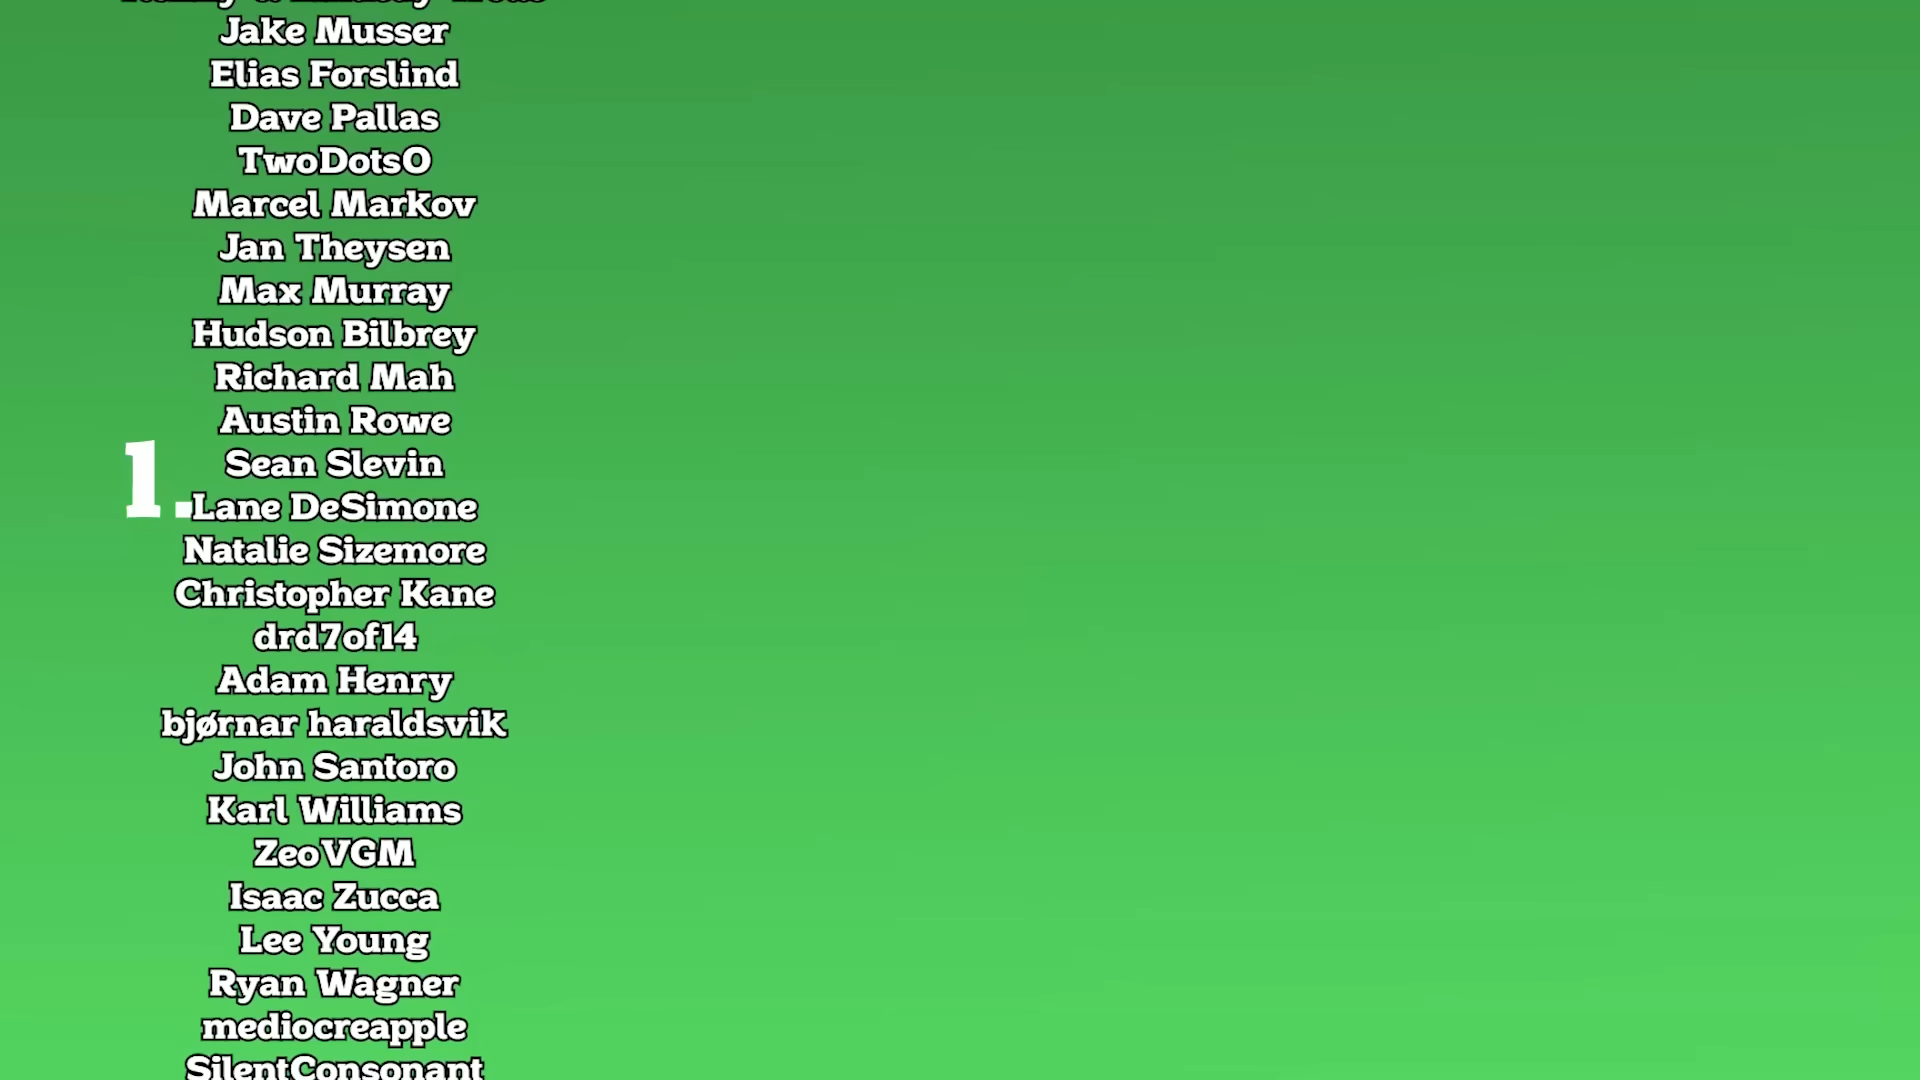 Jake Musser
Elias Forslind
Dave Pallas
TwoDotsO
Marcel Markov
Jan Theysen
Max Murray
Hudson Bilbrey
Richard Mah
Austin Rowe
1.
Sean Slevin
Lane DeSimone
Natalie Sizemore
Christopher Kane
drd7of14
Adam Henry
bjørnar haraldsvik
John Santoro
Karl Williams
ZeoVGM
Isaac Zucca
Lee Young
Ryan Wagner
mediocreapple
SilentConsonant